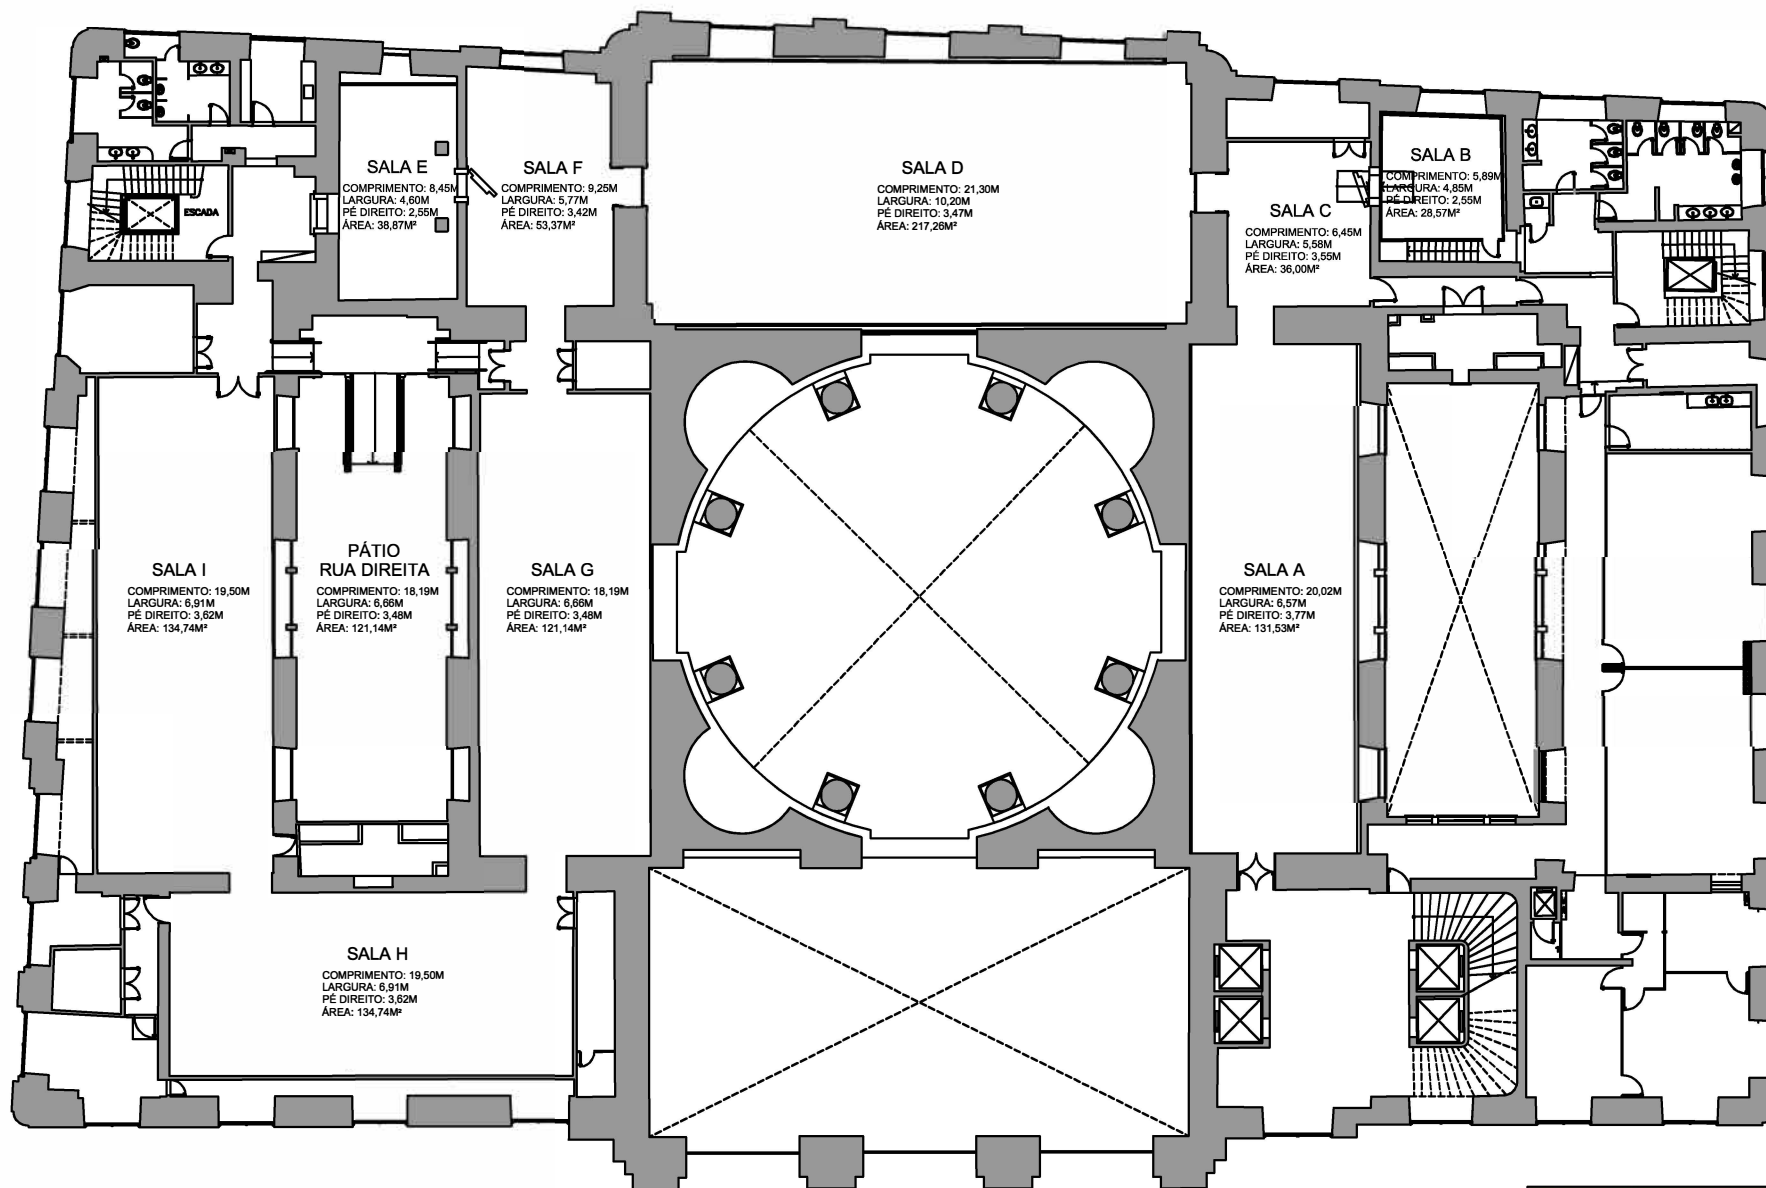 SALA E
COMPRIMENTO: 8,45M
LARGURA: 4,60M
PÉ DIREITO: 2,55M
ÁREA: 38,87M²
SALA F
COMPRIMENTO: 9,25M
LARGURA: 5,77M
PÉ DIREITO: 3,42M
ÁREA: 53,37M²
SALA D
COMPRIMENTO: 21,30M
LARGURA: 10,20M
PÉ DIREITO: 3,47M
ÁREA: 217,26M²
SALA B
COMPRIMENTO: 5,89M
LARGURA: 4,85M
PÉ DIREITO: 2,55M
ÁREA: 28,57M²
SALA C
COMPRIMENTO: 6,45M
LARGURA: 5,58M
PÉ DIREITO: 3,55M
ÁREA: 36,00M²
ESCADA
SALA I
COMPRIMENTO: 19,50M
LARGURA: 6,91M
PÉ DIREITO: 3,62M
ÁREA: 134,74M²
PÁTIO
RUA DIREITA
COMPRIMENTO: 18,19M
LARGURA: 6,66M
PÉ DIREITO: 3,48M
ÁREA: 121,14M²
SALA G
COMPRIMENTO: 18,19M
LARGURA: 6,66M
PÉ DIREITO: 3,48M
ÁREA: 121,14M²
SALA A
COMPRIMENTO: 20,02M
LARGURA: 6,57M
PÉ DIREITO: 3,77M
ÁREA: 131,53M²
SALA H
COMPRIMENTO: 19,50M
LARGURA: 6,91M
PÉ DIREITO: 3,62M
ÁREA: 134,74M²